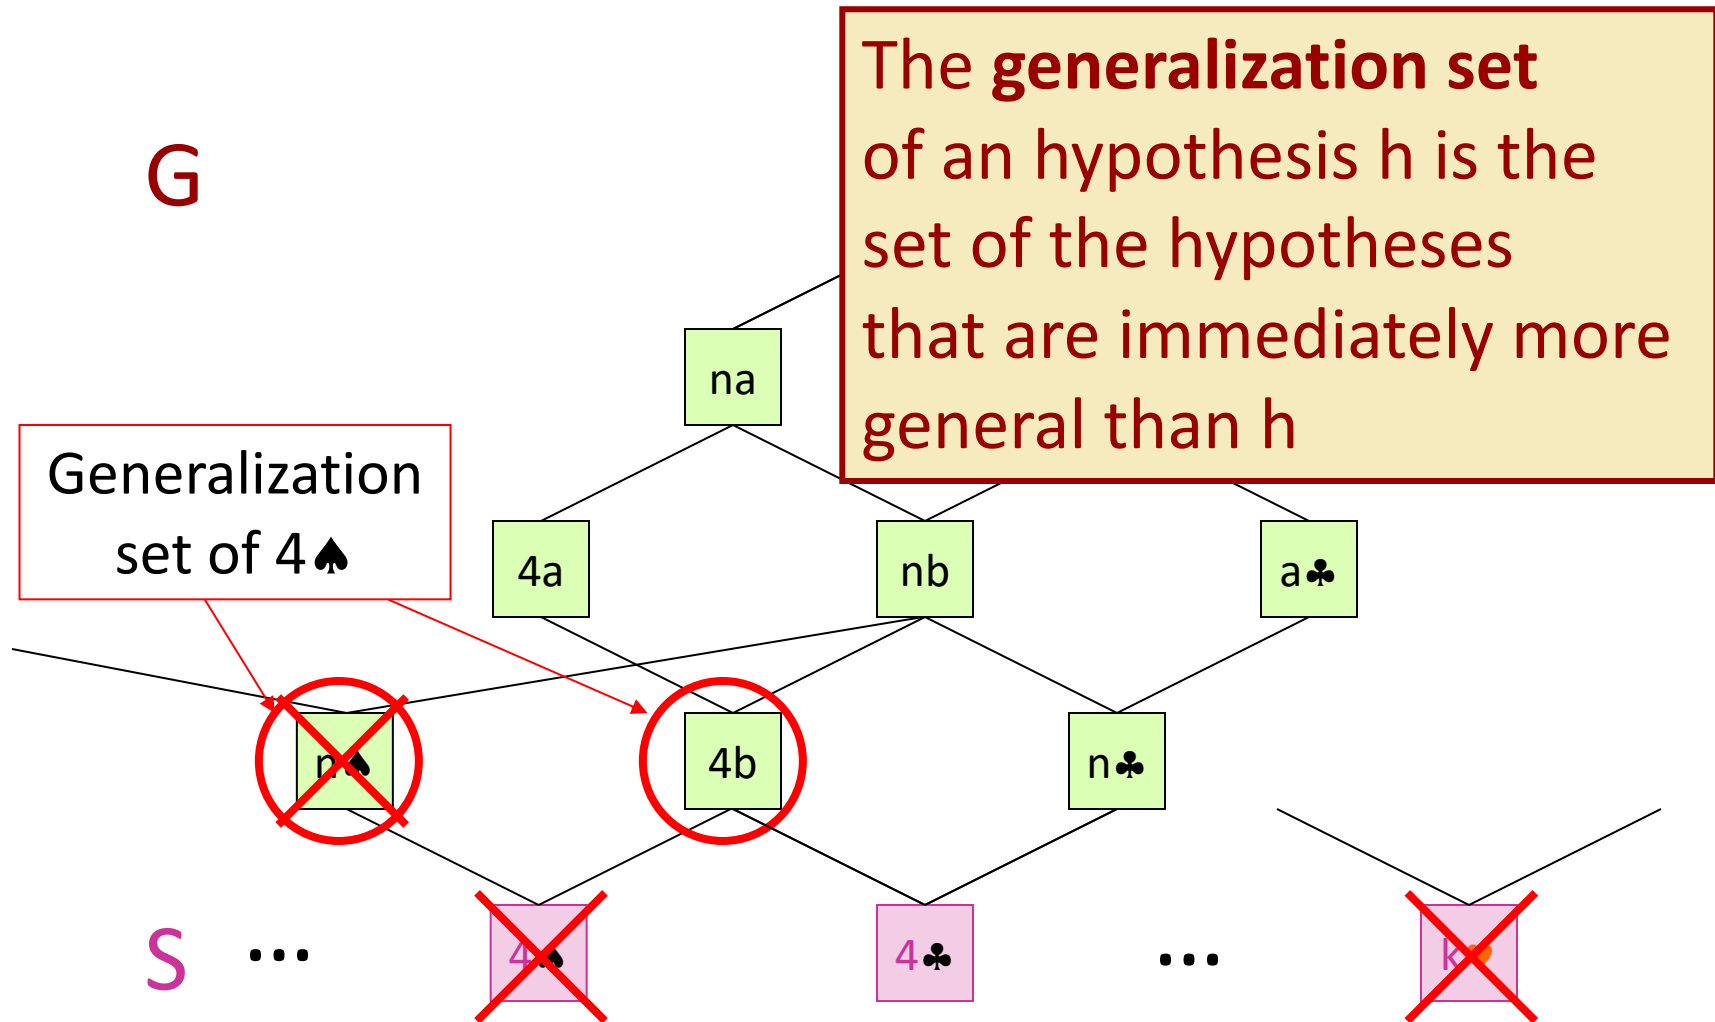 The generalization set
of an hypothesis h is the
set of the hypotheses
that are immediately more
general than h
G
na
Generalization
set of 4♠
4a
nb
a♣
n♠
4b
n♣
S
...
4♠
4♣
...
k♥